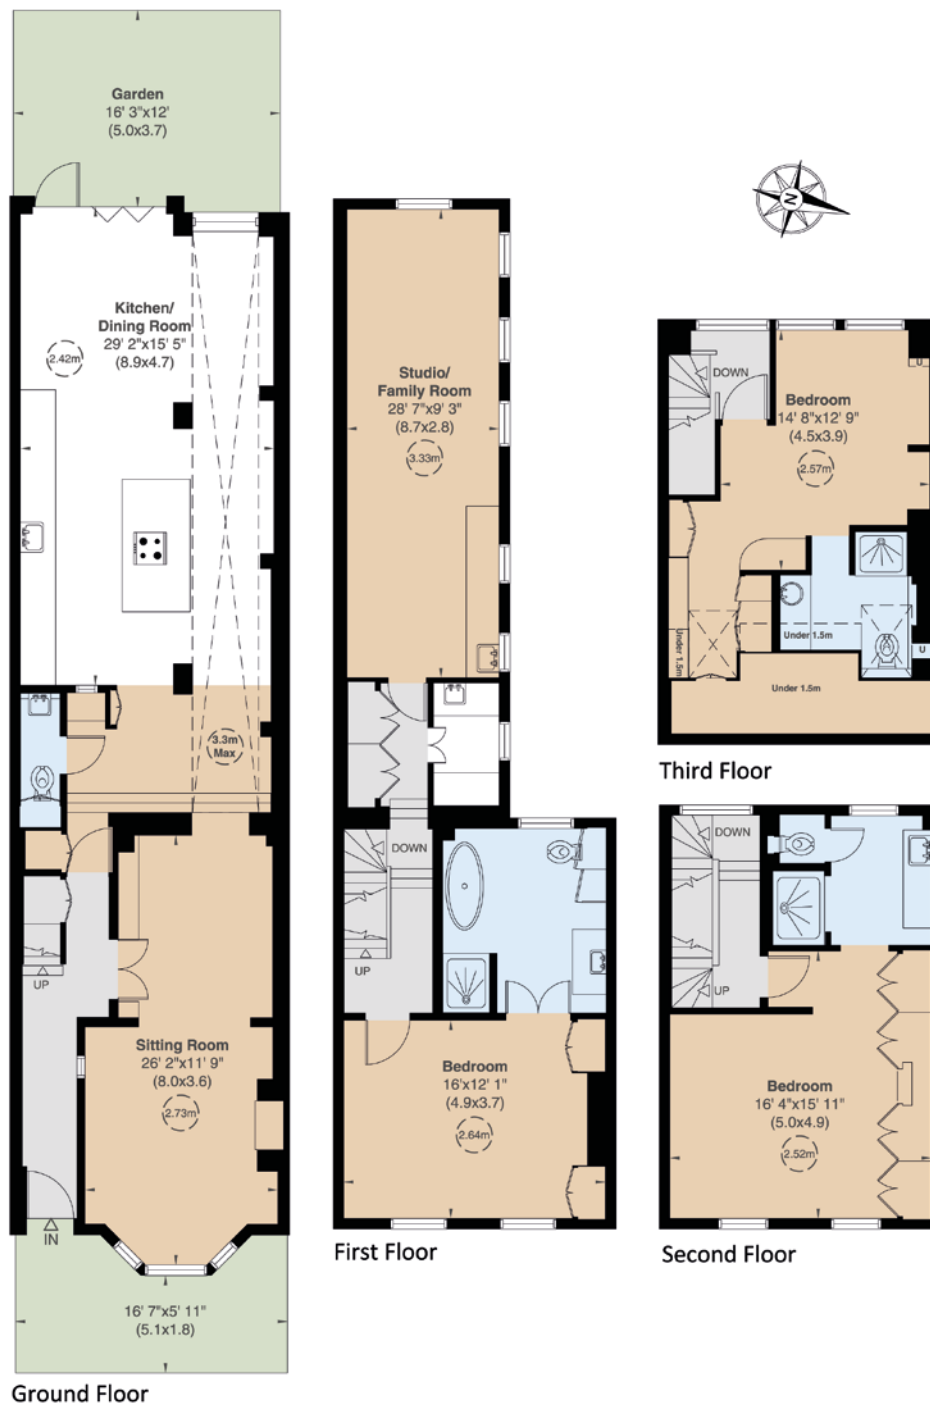 Garden
16' 3"x12'
(5.0x3.7)
Kitchen/
Dining Room
29' 2"x15' 5"
(8.9x4.7)
2.42m
3.3m
Max
UP
Sitting Room
26' 2"x11' 9"
(8.0x3.6)
2.73m
IN
16' 7"x5' 11"
(5.1x1.8)
Ground Floor
Studio/
Family Room
28' 7"x9' 3"
(8.7x2.8)
3.33m
DOWN
UP
Bedroom
16'x12' 1"
(4.9x3.7)
2.64m
First Floor
N
DOWN
Bedroom
14' 8"x12' 9"
(4.5x3.9)
2.57m
U
Under 1.5m
Under 1.5m
U
Under 1.5m
Third Floor
DOWN
UP
Bedroom
16' 4"x15' 11"
(5.0x4.9)
2.52m
Second Floor